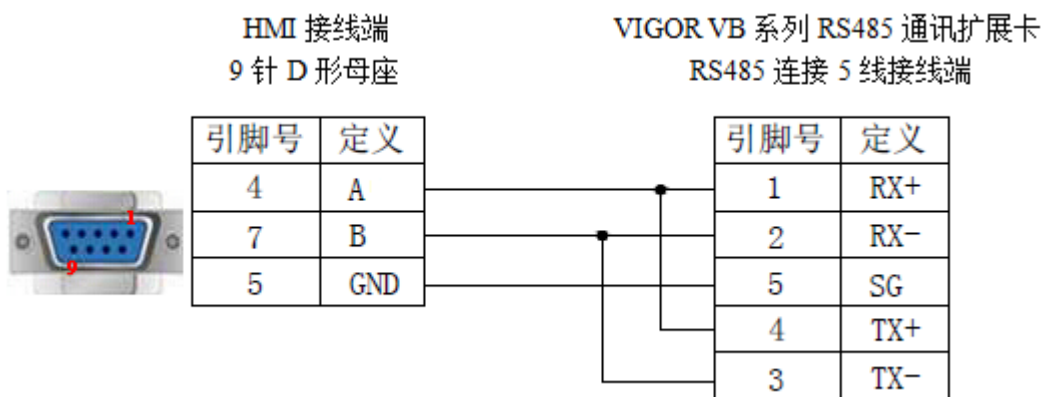 HMI 接线端
9 针 D 形母座
VIGOR VB 系列 RS485 通讯扩展卡
RS485 连接 5 线接线端
引脚号 定义
4 A
7 B
5 GND
引脚号 定义
1 RX+
2 RX-
5 SG
4 TX+
3 TX-
1
9